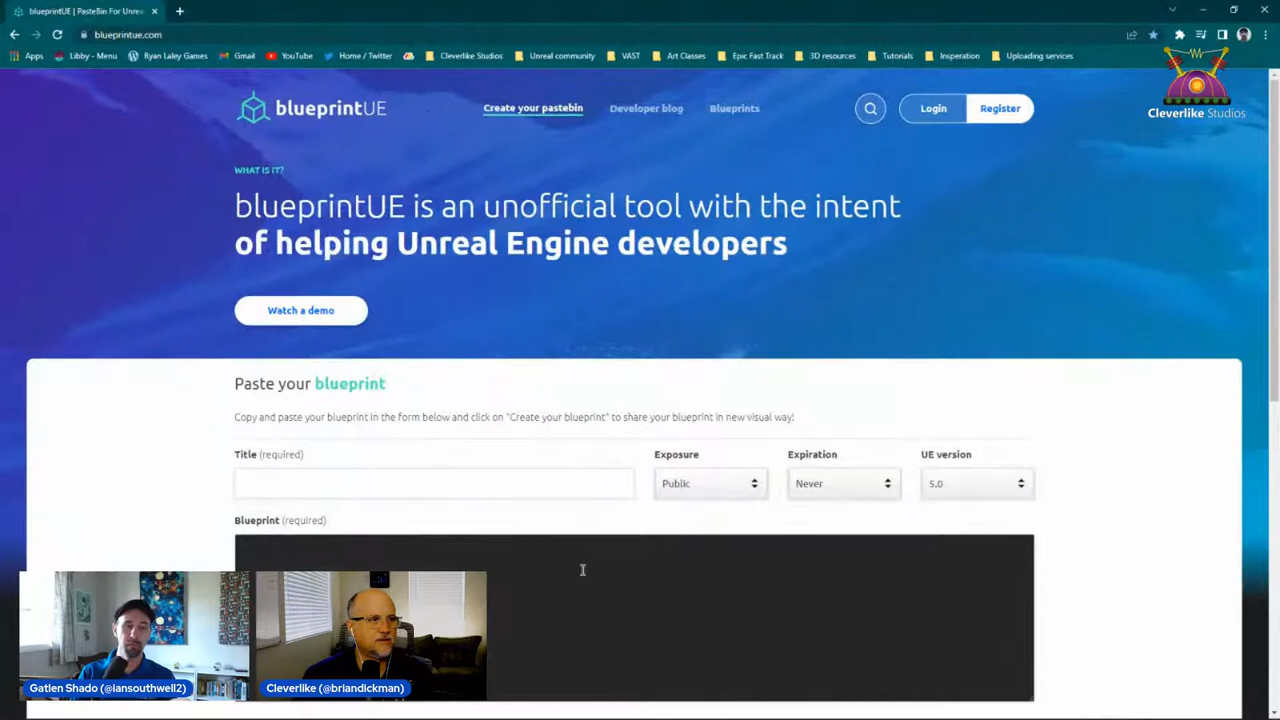 blueprintUE | PasteBin For Unre
blueprintue.com
Apps
Libby - Menu
Ryan Laley Games
Gmail
YouTube
Home / Twitter
Cleverlike Studios
Unreal community
VAST
Art Classes
Epic Fast Track
3D resources
Tutorials
Insperation
Uploading services
Cleverlike Studios
blueprintUE
Create your pastebin
Developer blog
Blueprints
Login
Register
WHAT IS IT?
blueprintUE is an unofficial tool with the intent
of helping Unreal Engine developers
Watch a demo
Paste your blueprint
Copy and paste your blueprint in the form below and click on "Create your blueprint" to share your blueprint in new visual way!
Title (required)
Exposure
Expiration
UE version
Public
Never
5.0
Blueprint (required)
Gatlen Shado (@iansouthwell2)
Cleverlike (@briandickman)